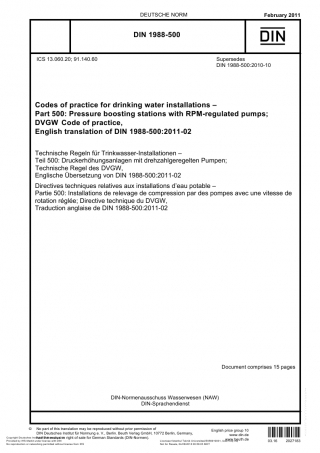 DEUTSCHE NORM
February 2011
DIN 1988-500
DIN
ICS 13.060.20; 91.140.60
Supersedes
DIN 1988-500:2010-10
Codes of practice for drinking water installations –
Part 500: Pressure boosting stations with RPM-regulated pumps;
DVGW Code of practice,
English translation of DIN 1988-500:2011-02
Technische Regeln für Trinkwasser-Installationen –
Teil 500: Druckerhöhungsanlagen mit drehzahlgeregelten Pumpen;
Technische Regel des DVGW,
Englische Übersetzung von DIN 1988-500:2011-02
Directives techniques relatives aux installations d'eau potable –
Partie 500: Installations de relevage de compression par des pompes avec une vitesse de
rotation réglée; Directive technique du DVGW,
Traduction anglaise de DIN 1988-500:2011-02
Document comprises 15 pages
DIN-Normenausschuss Wasserwesen (NAW)
DIN-Sprachendienst
© No part of this translation may be reproduced without prior permission of
DIN Deutsches Institut für Normung e. V., Berlin. Beuth Verlag GmbH, 10772 Berlin, Germany,
has the exclusive right of sale for German Standards (DIN-Normen).
English price group 10
www.din.de
www.beuth.de